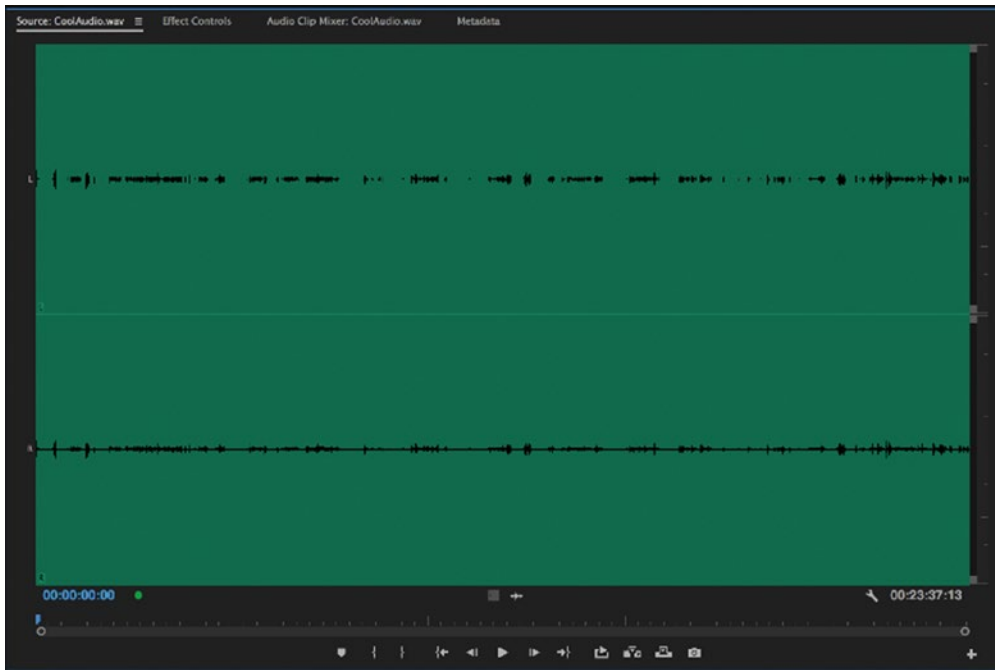 Source: CoolAudio.wav Effect Controls Audio Clip Mixer: CoolAudio.wav Metadata
L
R
00:00:00:00 00:23:37:13